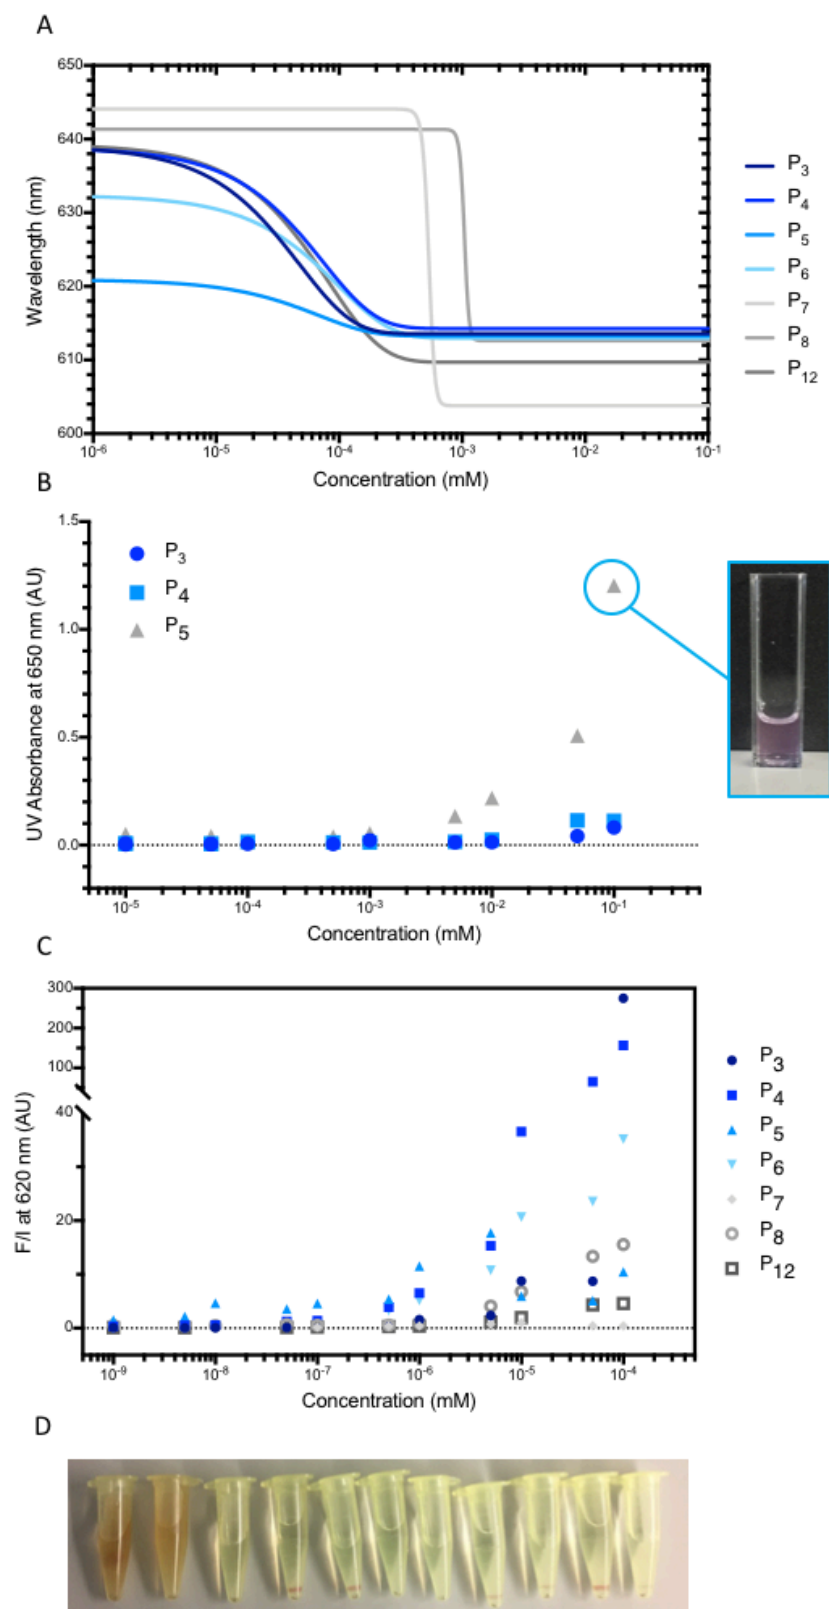 A
650
640
630
620
610
600
Wavelength (nm)
10-6
10-5
10-4
10-3
10-2
10-1
Concentration (mM)
P3
P4
P5
P6
P7
P8
P12
B
1.5
1.0
0.5
0.0
UV Absorbance at 650 nm (AU)
P3
P4
P5
10-5
10-4
10-3
10-2
10-1
Concentration (mM)
C
300
200
100
40
20
0
F/I at 620 nm (AU)
10-9
10-8
10-7
10-6
10-5
10-4
Concentration (mM)
P3
P4
P5
P6
P7
P8
P12
D